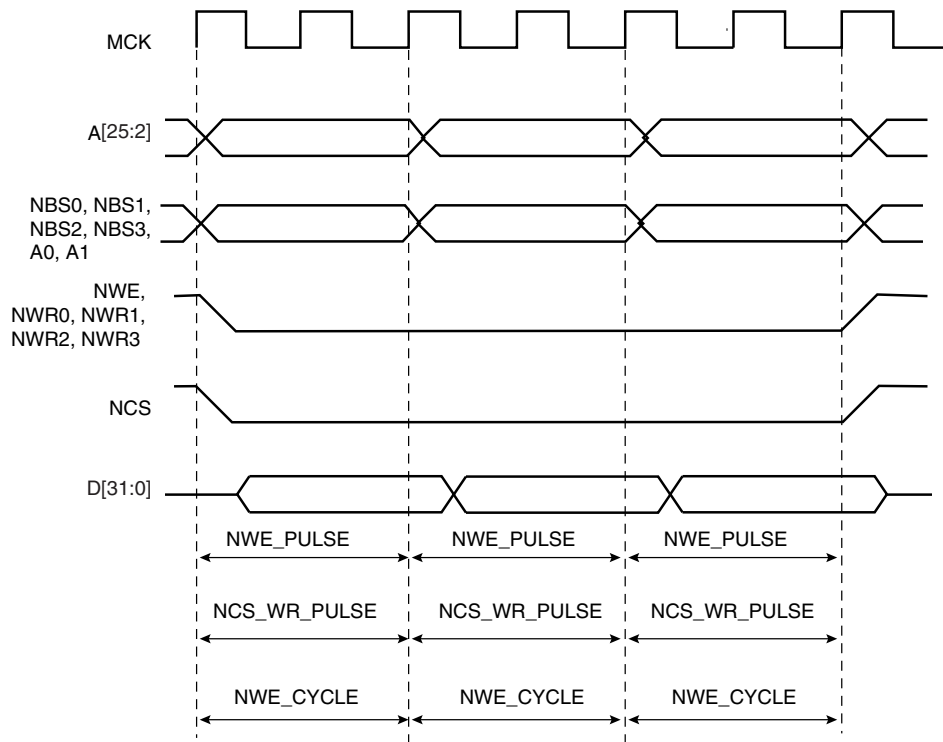 MCK
A[25:2]
NBS0, NBS1,
NBS2, NBS3,
A0, A1
NWE,
NWR0, NWR1,
NWR2, NWR3
NCS
D[31:0]
NWE_PULSE NWE_PULSE NWE_PULSE
NCS_WR_PULSE NCS_WR_PULSE NCS_WR_PULSE
NWE_CYCLE NWE_CYCLE NWE_CYCLE